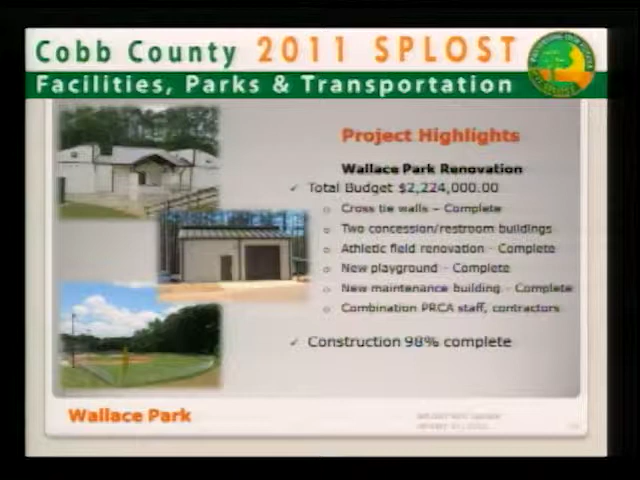 Cobb County 2011 SPLOST
Facilities, Parks & Transportation
Project Highlights
Wallace Park Renovation
✓ Total Budget $2,224,000.00
o Cross tie walls – Complete
o Two concession/restroom buildings
o Athletic field renovation - Complete
o New playground – Complete
o New maintenance building – Complete
o Combination PRCA staff, contractors
✓ Construction 98% complete
Wallace Park